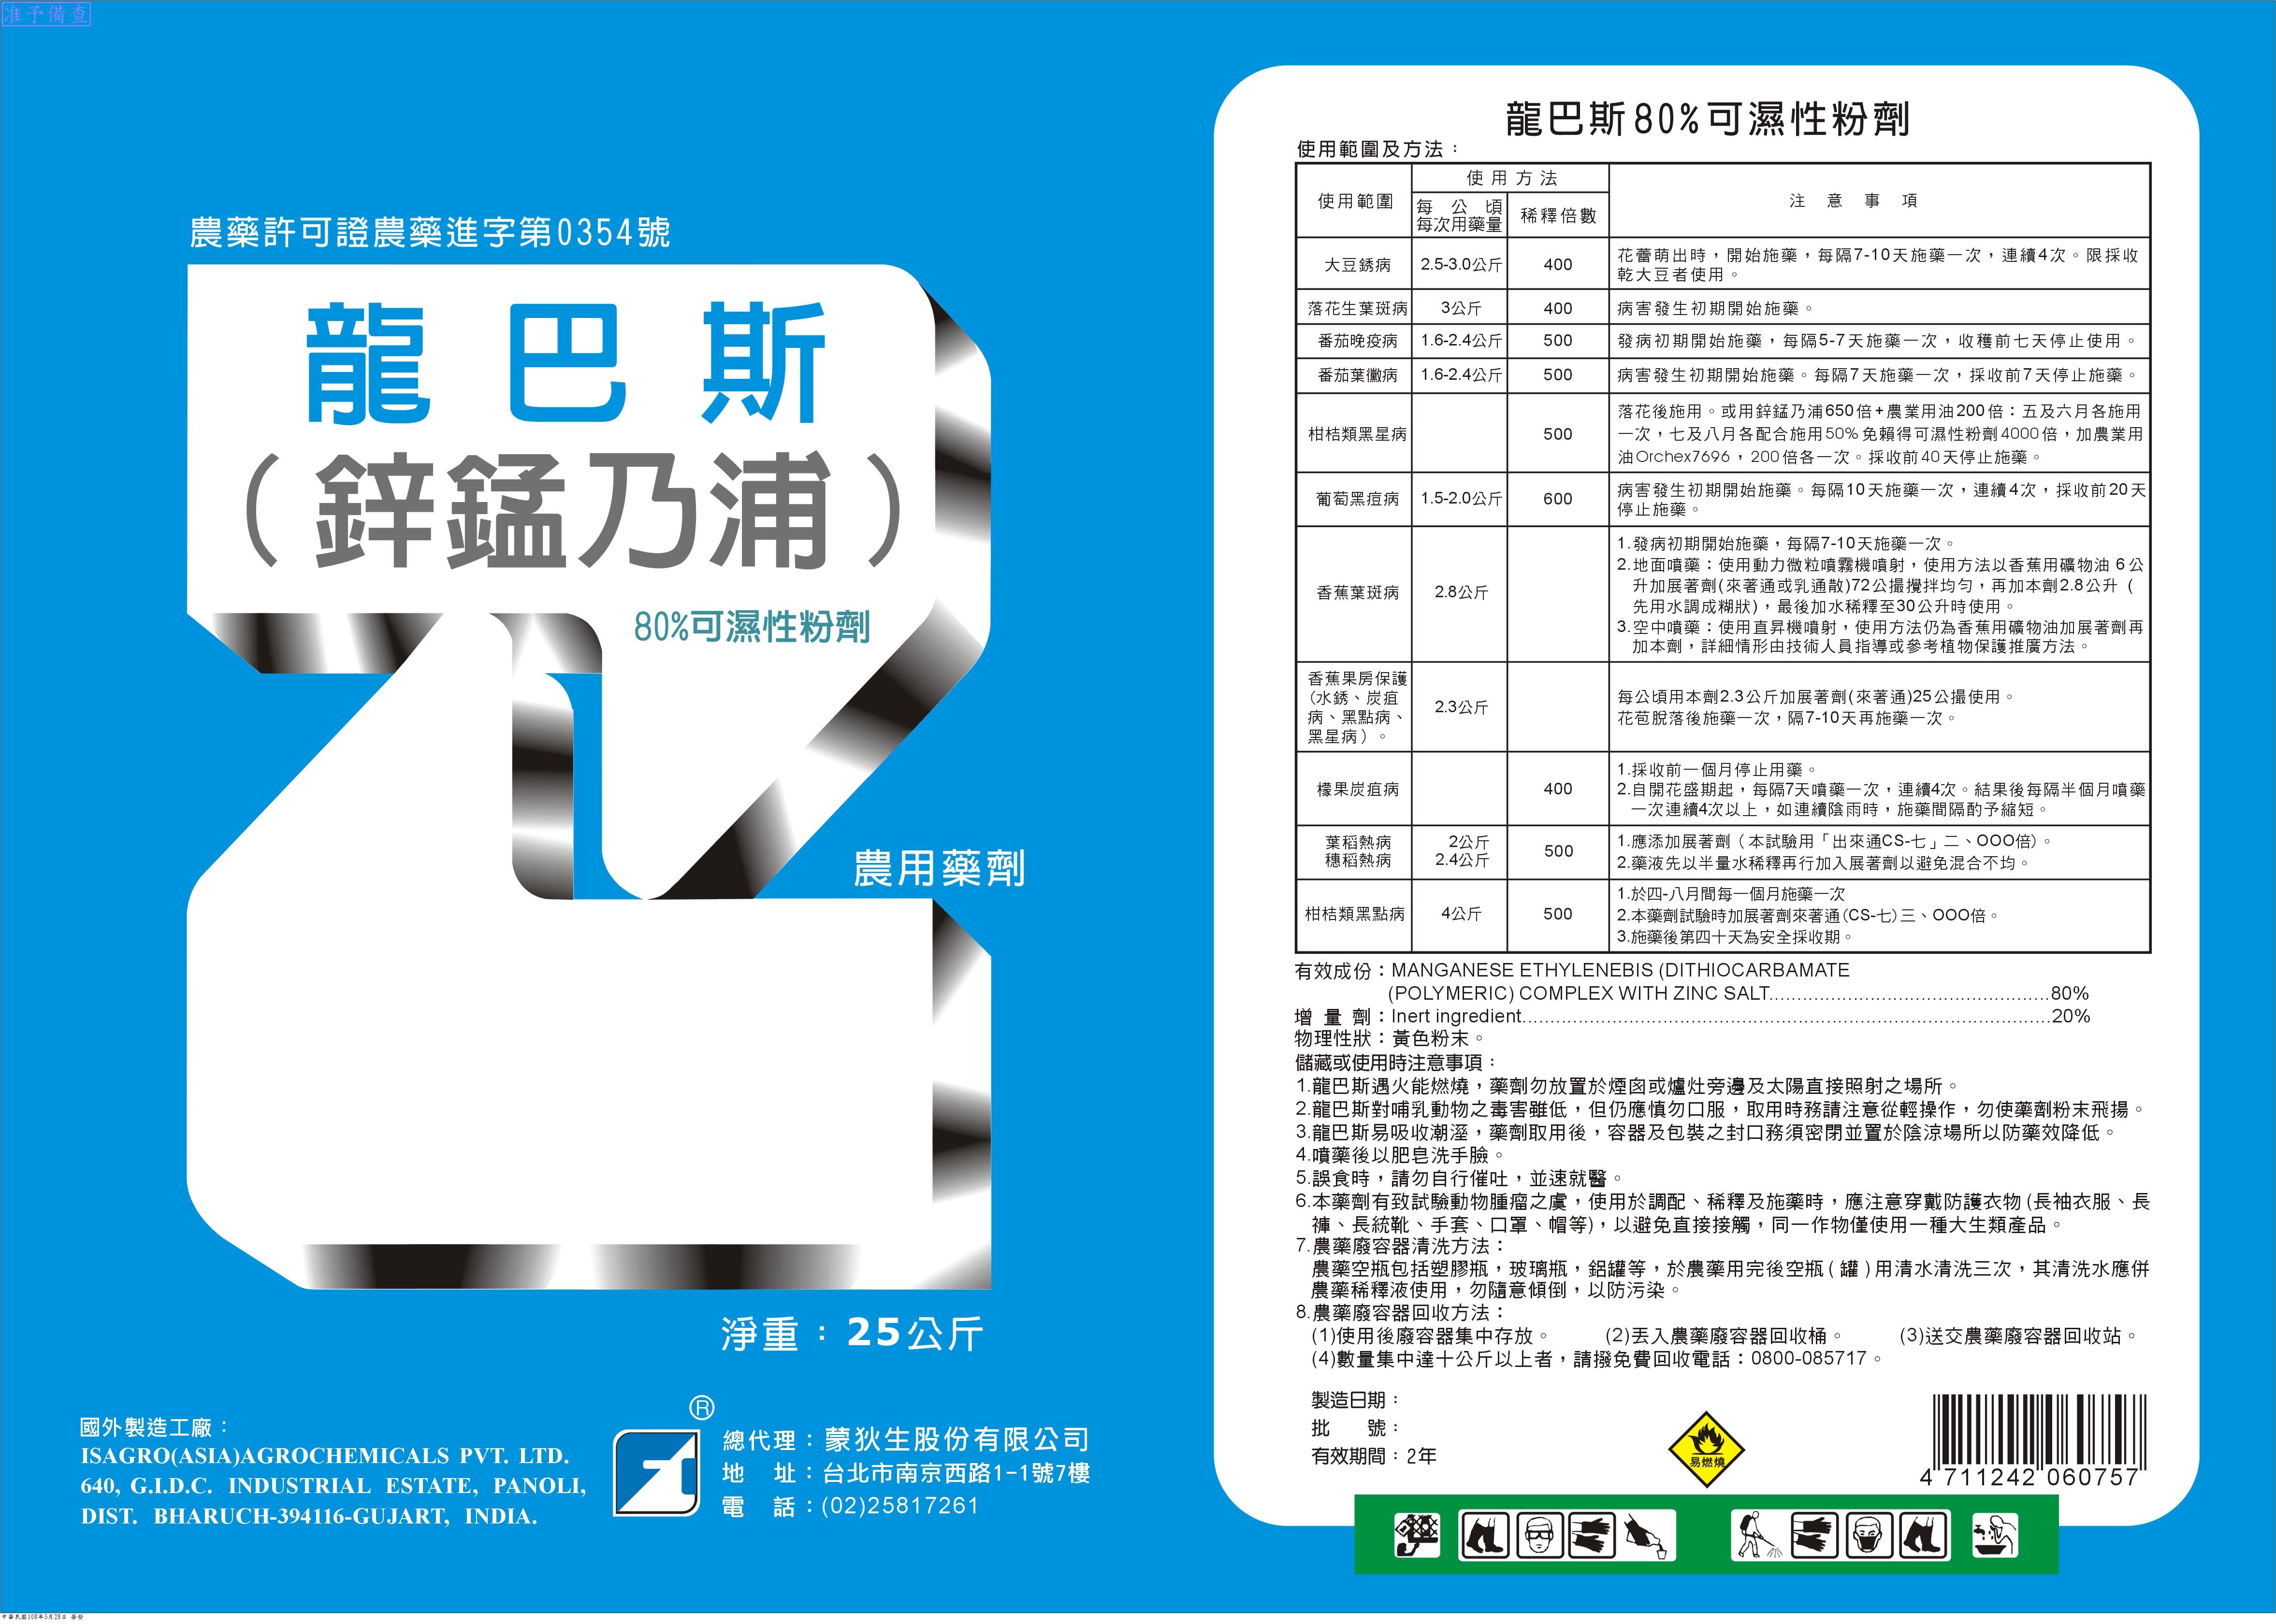 准予備查
農藥許可證農藥進字第0354號
龍巴斯
(鋅錳乃浦)
80%可濕性粉劑
農用藥劑
淨重：25公斤
國外製造工廠：
ISAGRO(ASIA)AGROCHEMICALS PVT. LTD.
640, G.I.D.C. INDUSTRIAL ESTATE, PANOLI,
DIST. BHARUCH-394116-GUJART, INDIA.
®
總代理：蒙狄生股份有限公司
地　址：台北市南京西路1-1號7樓
電　話：(02)25817261
龍巴斯80%可濕性粉劑
使用範圍及方法：
使用範圍
使用方法
每公頃
每次用藥量
稀釋倍數
注意事項
大豆銹病 2.5-3.0公斤 400
花蕾萌出時，開始施藥，每隔7-10天施藥一次，連續4次。限採收
乾大豆者使用。
落花生葉斑病 3公斤 400 病害發生初期開始施藥。
番茄晚疫病 1.6-2.4公斤 500 發病初期開始施藥，每隔5-7天施藥一次，收穫前七天停止使用。
番茄葉黴病 1.6-2.4公斤 500 病害發生初期開始施藥。每隔7天施藥一次，採收前7天停止施藥。
柑桔類黑星病 500
落花後施用。或用鋅錳乃浦650倍+農業用油200倍：五及六月各施用
一次，七及八月各配合施用50%免賴得可濕性粉劑4000倍，加農業用
油Orchex7696，200倍各一次。採收前40天停止施藥。
葡萄黑痘病 1.5-2.0公斤 600
病害發生初期開始施藥。每隔10天施藥一次，連續4次，採收前20天
停止施藥。
香蕉葉斑病 2.8公斤
1.發病初期開始施藥，每隔7-10天施藥一次。
2.地面噴藥：使用動力微粒噴霧機噴射，使用方法以香蕉用礦物油 6公
升加展著劑(來著通或乳通散)72公撮攪拌均勻，再加本劑2.8公升 (
先用水調成糊狀)，最後加水稀釋至30公升時使用。
3.空中噴藥：使用直昇機噴射，使用方法仍為香蕉用礦物油加展著劑再
加本劑，詳細情形由技術人員指導或參考植物保護推廣方法。
香蕉果房保護
(水銹、炭疽
病、黑點病、
黑星病)。
2.3公斤
每公頃用本劑2.3公斤加展著劑(來著通)25公撮使用。
花苞脫落後施藥一次，隔7-10天再施藥一次。
檬果炭疽病 400
1.採收前一個月停止用藥。
2.自開花盛期起，每隔7天噴藥一次，連續4次。結果後每隔半個月噴藥
一次連續4次以上，如連續陰雨時，施藥間隔酌予縮短。
葉稻熱病 2公斤
穗稻熱病 2.4公斤
500
1.應添加展著劑（本試驗用「出來通CS-七」二、OOO倍）。
2.藥液先以半量水稀釋再行加入展著劑以避免混合不均。
柑桔類黑點病 4公斤 500
1.於四-八月間每一個月施藥一次
2.本藥劑試驗時加展著劑來著通(CS-七)三、OOO倍。
3.施藥後第四十天為安全採收期。
有效成份：MANGANESE ETHYLENEBIS (DITHIOCARBAMATE
(POLYMERIC) COMPLEX WITH ZINC SALT..................................................80%
增量劑：Inert ingredient..............................................................................................20%
物理性狀：黃色粉末。
儲藏或使用時注意事項：
1.龍巴斯遇火能燃燒，藥劑勿放置於煙囪或爐灶旁邊及太陽直接照射之場所。
2.龍巴斯對哺乳動物之毒害雖低，但仍應慎勿口服，取用時務請注意從輕操作，勿使藥劑粉末飛揚。
3.龍巴斯易吸收潮溼，藥劑取用後，容器及包裝之封口務須密閉並置於陰涼場所以防藥效降低。
4.噴藥後以肥皂洗手臉。
5.誤食時，請勿自行催吐，並速就醫。
6.本藥劑有致試驗動物腫瘤之虞，使用於調配、稀釋及施藥時，應注意穿戴防護衣物(長袖衣服、長
褲、長統靴、手套、口罩、帽等)，以避免直接接觸，同一作物僅使用一種大生類產品。
7.農藥廢容器清洗方法：
農藥空瓶包括塑膠瓶，玻璃瓶，鋁罐等，於農藥用完後空瓶(罐)用清水清洗三次，其清洗水應併
農藥稀釋液使用，勿隨意傾倒，以防污染。
8.農藥廢容器回收方法：
(1)使用後廢容器集中存放。　(2)丟入農藥廢容器回收桶。　(3)送交農藥廢容器回收站。
(4)數量集中達十公斤以上者，請撥免費回收電話：0800-085717。
製造日期：
批　號：
有效期間：2年
易燃燒
4 711242 060757
中華民國108年5月28日 簽發